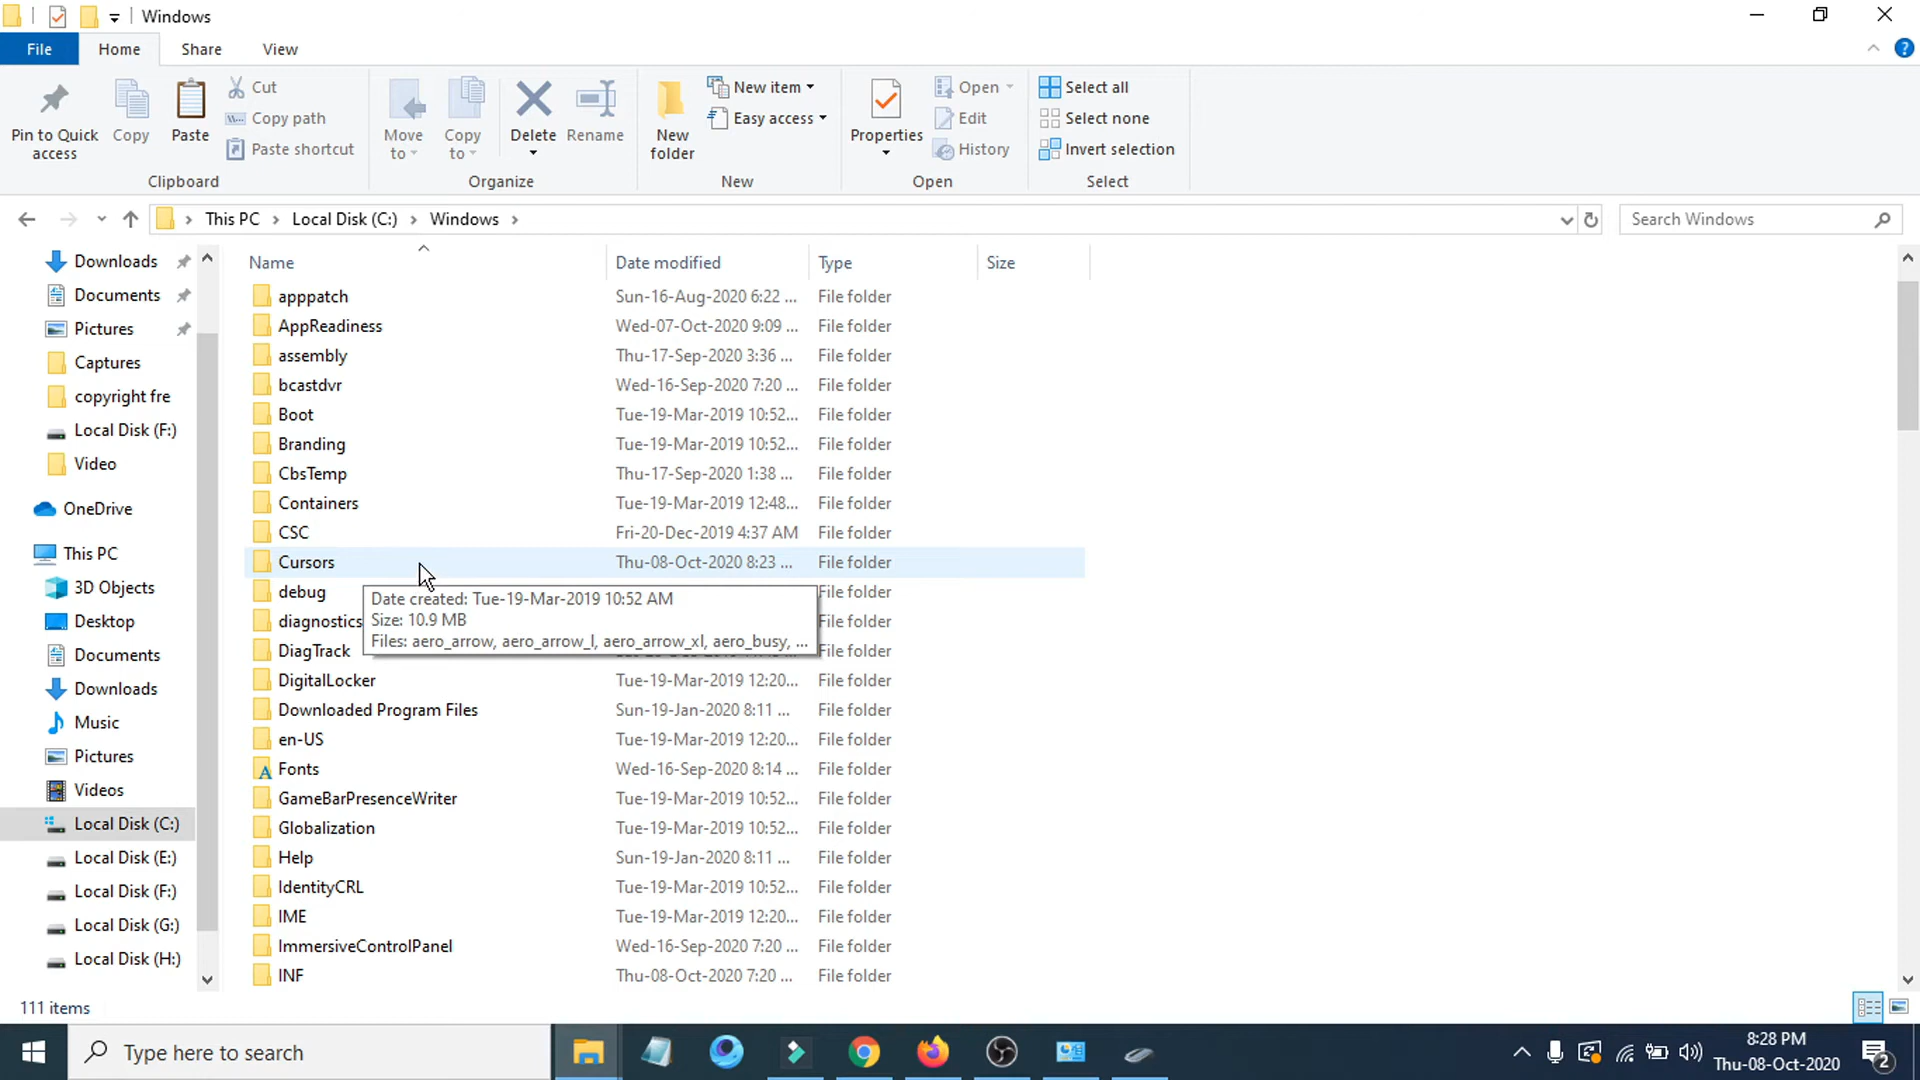 Windows
File Home Share View
Pin to Quick access
Copy
Paste
Cut
Copy path
Paste shortcut
Clipboard
Move to
Copy to
Delete
Rename
Organize
New folder
New item
Easy access
New
Properties
Open
Edit
History
Open
Select all
Select none
Invert selection
Select
This PC > Local Disk (C:) > Windows >
Search Windows
Downloads
Documents
Pictures
Captures
copyright fre
Local Disk (F:)
Video
OneDrive
This PC
3D Objects
Desktop
Documents
Downloads
Music
Pictures
Videos
Local Disk (C:)
Local Disk (E:)
Local Disk (F:)
Local Disk (G:)
Local Disk (H:)
Name Date modified Type Size
apppatch Sun-16-Aug-2020 6:22 ... File folder
AppReadiness Wed-07-Oct-2020 9:09 ... File folder
assembly Thu-17-Sep-2020 3:36 ... File folder
bcastdvr Wed-16-Sep-2020 7:20 ... File folder
Boot Tue-19-Mar-2019 10:52... File folder
Branding Tue-19-Mar-2019 10:52... File folder
CbsTemp Thu-17-Sep-2020 1:38 ... File folder
Containers Tue-19-Mar-2019 12:48... File folder
CSC Fri-20-Dec-2019 4:37 AM File folder
Cursors Thu-08-Oct-2020 8:23 ... File folder
debug File folder
diagnostics File folder
DiagTrack File folder
Date created: Tue-19-Mar-2019 10:52 AM
Size: 10.9 MB
Files: aero_arrow, aero_arrow_l, aero_arrow_xl, aero_busy, ...
DigitalLocker Tue-19-Mar-2019 12:20... File folder
Downloaded Program Files Sun-19-Jan-2020 8:11 ... File folder
en-US Tue-19-Mar-2019 12:20... File folder
Fonts Wed-16-Sep-2020 8:14 ... File folder
GameBarPresenceWriter Tue-19-Mar-2019 10:52... File folder
Globalization Tue-19-Mar-2019 10:52... File folder
Help Sun-19-Jan-2020 8:11 ... File folder
IdentityCRL Tue-19-Mar-2019 10:52... File folder
IME Tue-19-Mar-2019 12:20... File folder
ImmersiveControlPanel Wed-16-Sep-2020 7:20 ... File folder
INF Thu-08-Oct-2020 7:20 ... File folder
111 items
Type here to search
8:28 PM
Thu-08-Oct-2020
2